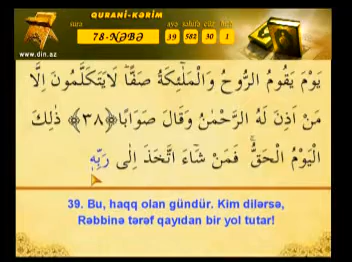 QURANİ-KƏRİM
surə ayə səhifə cüz hizb
78-NƏBƏ 39 582 30 1
www.din.az
يَوْمَ يَقُومُ الرُّوحُ وَالْمَلٰٓئِكَةُ صَفًّاۜ لَا يَتَكَلَّمُونَ اِلَّا
مَنْ اَذِنَ لَهُ الرَّحْمٰنُ وَقَالَ صَوَابًا ﴿٣٨﴾ ذٰلِكَ
الْيَوْمُ الْحَقُّۚ فَمَنْ شَٓاءَ اتَّخَذَ اِلٰى رَبِّه۪
39. Bu, haqq olan gündür. Kim dilərsə,
Rəbbinə tərəf qayıdan bir yol tutar!